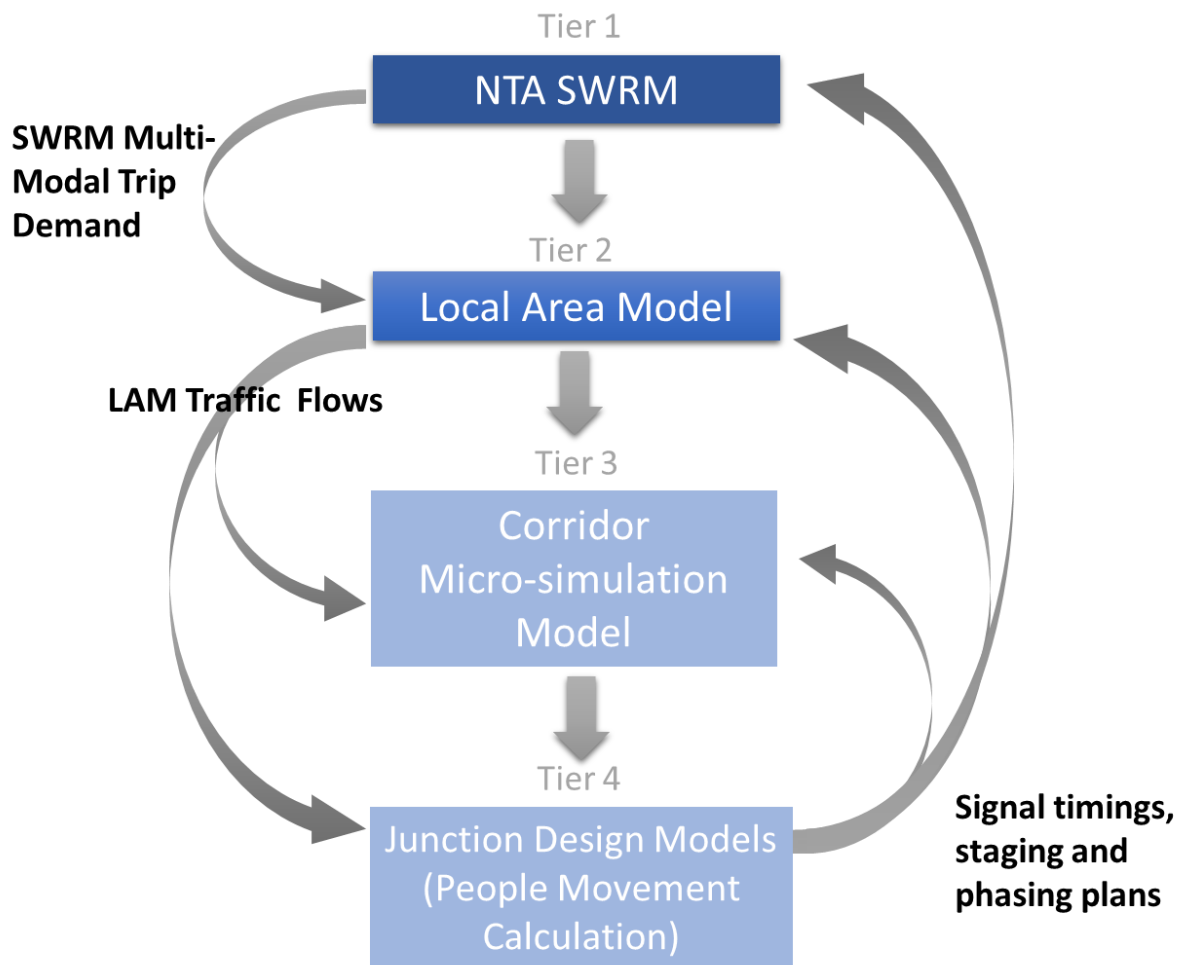 Tier 1
NTA SWRM
SWRM Multi-
Modal Trip
Demand
Tier 2
Local Area Model
LAM Traffic  Flows
Tier 3
Corridor
Micro-simulation
Model
Tier 4
Junction Design Models
(People Movement
Calculation)
Signal timings,
staging and
phasing plans